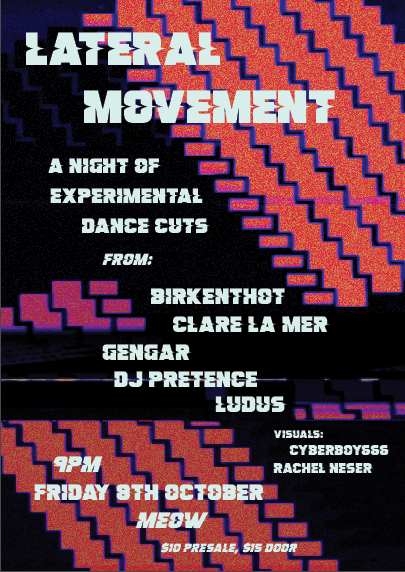 LATERAL
MOVEMENT
A NIGHT OF
EXPERIMENTAL
DANCE CUTS
FROM:
BIRKENTHOT
CLARE LA MER
GENGAR
DJ PRETENCE
LUDUS
VISUALS:
CYBERBOY666
RACHEL NESER
9PM
FRIDAY 8TH OCTOBER
MEOW
$10 PRESALE, $15 DOOR